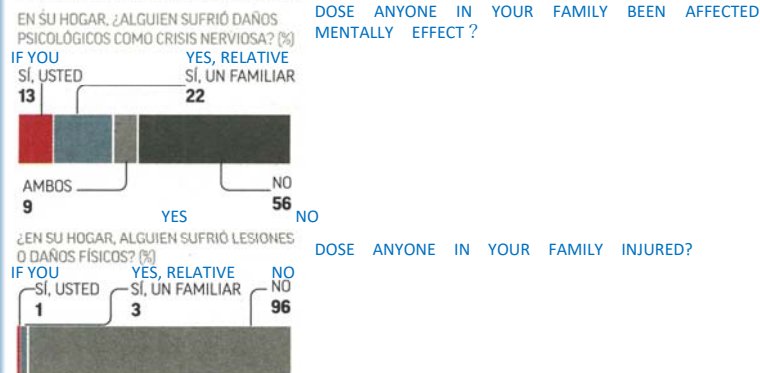 EN SU HOGAR, ¿ALGUIEN SUFRIÓ DAÑOS
PSICOLÓGICOS COMO CRISIS NERVIOSA? (%)
DOSE ANYONE IN YOUR FAMILY BEEN AFFECTED
MENTALLY EFFECT？
IF YOU YES, RELATIVE
SÍ, USTED SÍ, UN FAMILIAR
13 22
AMBOS NO
9 56
YES NO
¿EN SU HOGAR, ALGUIEN SUFRIÓ LESIONES
O DAÑOS FÍSICOS? (%)
DOSE ANYONE IN YOUR FAMILY INJURED?
IF YOU YES, RELATIVE NO
SÍ, USTED SÍ, UN FAMILIAR NO
1 3 96